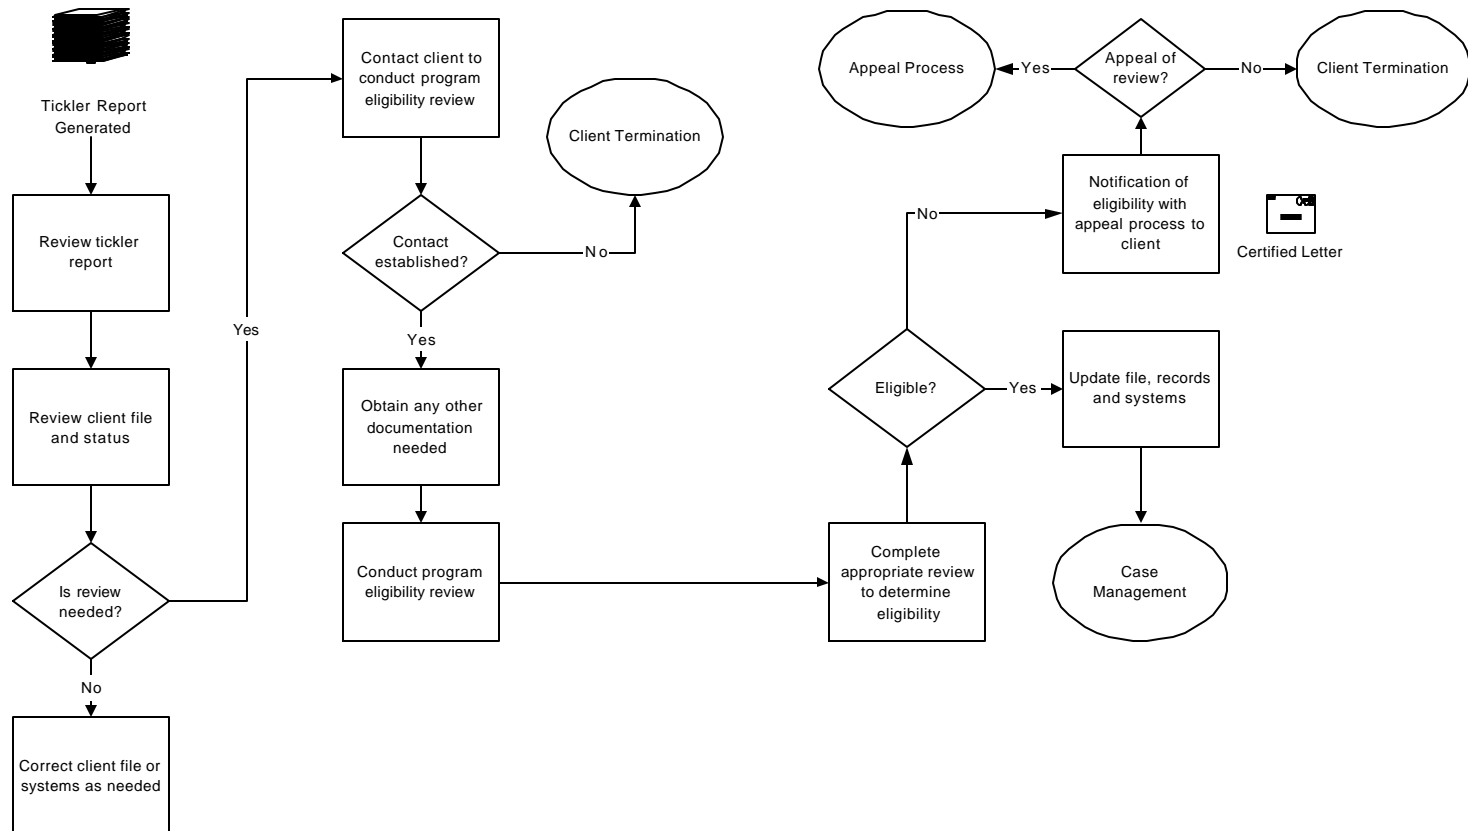 Tickler Report
Generated
Review tickler
report
Review client file
and status
Is review
needed?
No
Correct client file or
systems as needed
Yes
Contact client to
conduct program
eligibility review
Contact
established?
No
Client Termination
Yes
Obtain any other
documentation
needed
Conduct program
eligibility review
Complete
appropriate review
to determine
eligibility
Eligible?
No
Yes
Update file, records
and systems
Case
Management
Notification of
eligibility with
appeal process to
client
Certified Letter
Appeal of
review?
Yes
Appeal Process
No
Client Termination